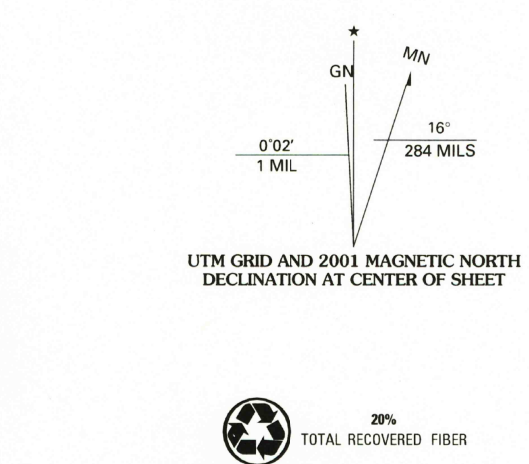 ★
MN
GN
16°
284 MILS
0°02′
1 MIL
UTM GRID AND 2001 MAGNETIC NORTH
DECLINATION AT CENTER OF SHEET
20%
TOTAL RECOVERED FIBER